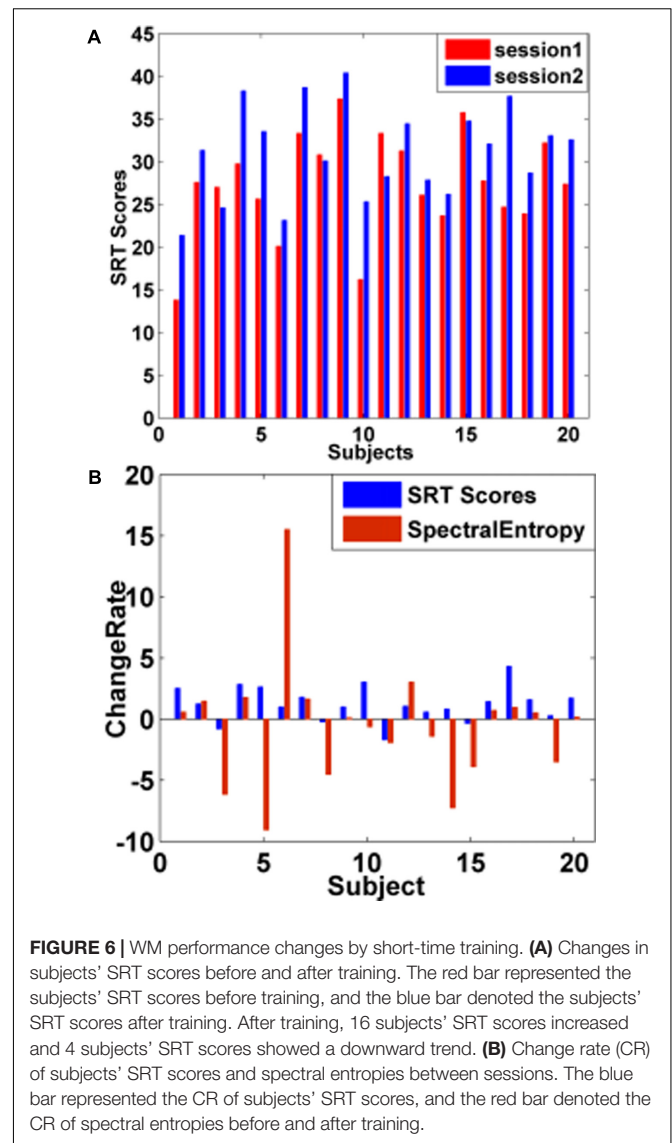 A
45
40
35
30
25
20
15
10
5
0
SRT Scores
session1
session2
0 5 10 15 20
Subjects
B
20
15
10
5
0
-5
-10
ChangeRate
SRT Scores
SpectralEntropy
0 5 10 15 20
Subject
FIGURE 6 | WM performance changes by short-time training. (A) Changes in
subjects’ SRT scores before and after training. The red bar represented the
subjects’ SRT scores before training, and the blue bar denoted the subjects’
SRT scores after training. After training, 16 subjects’ SRT scores increased
and 4 subjects’ SRT scores showed a downward trend. (B) Change rate (CR)
of subjects’ SRT scores and spectral entropies between sessions. The blue
bar represented the CR of subjects’ SRT scores, and the red bar denoted the
CR of spectral entropies before and after training.